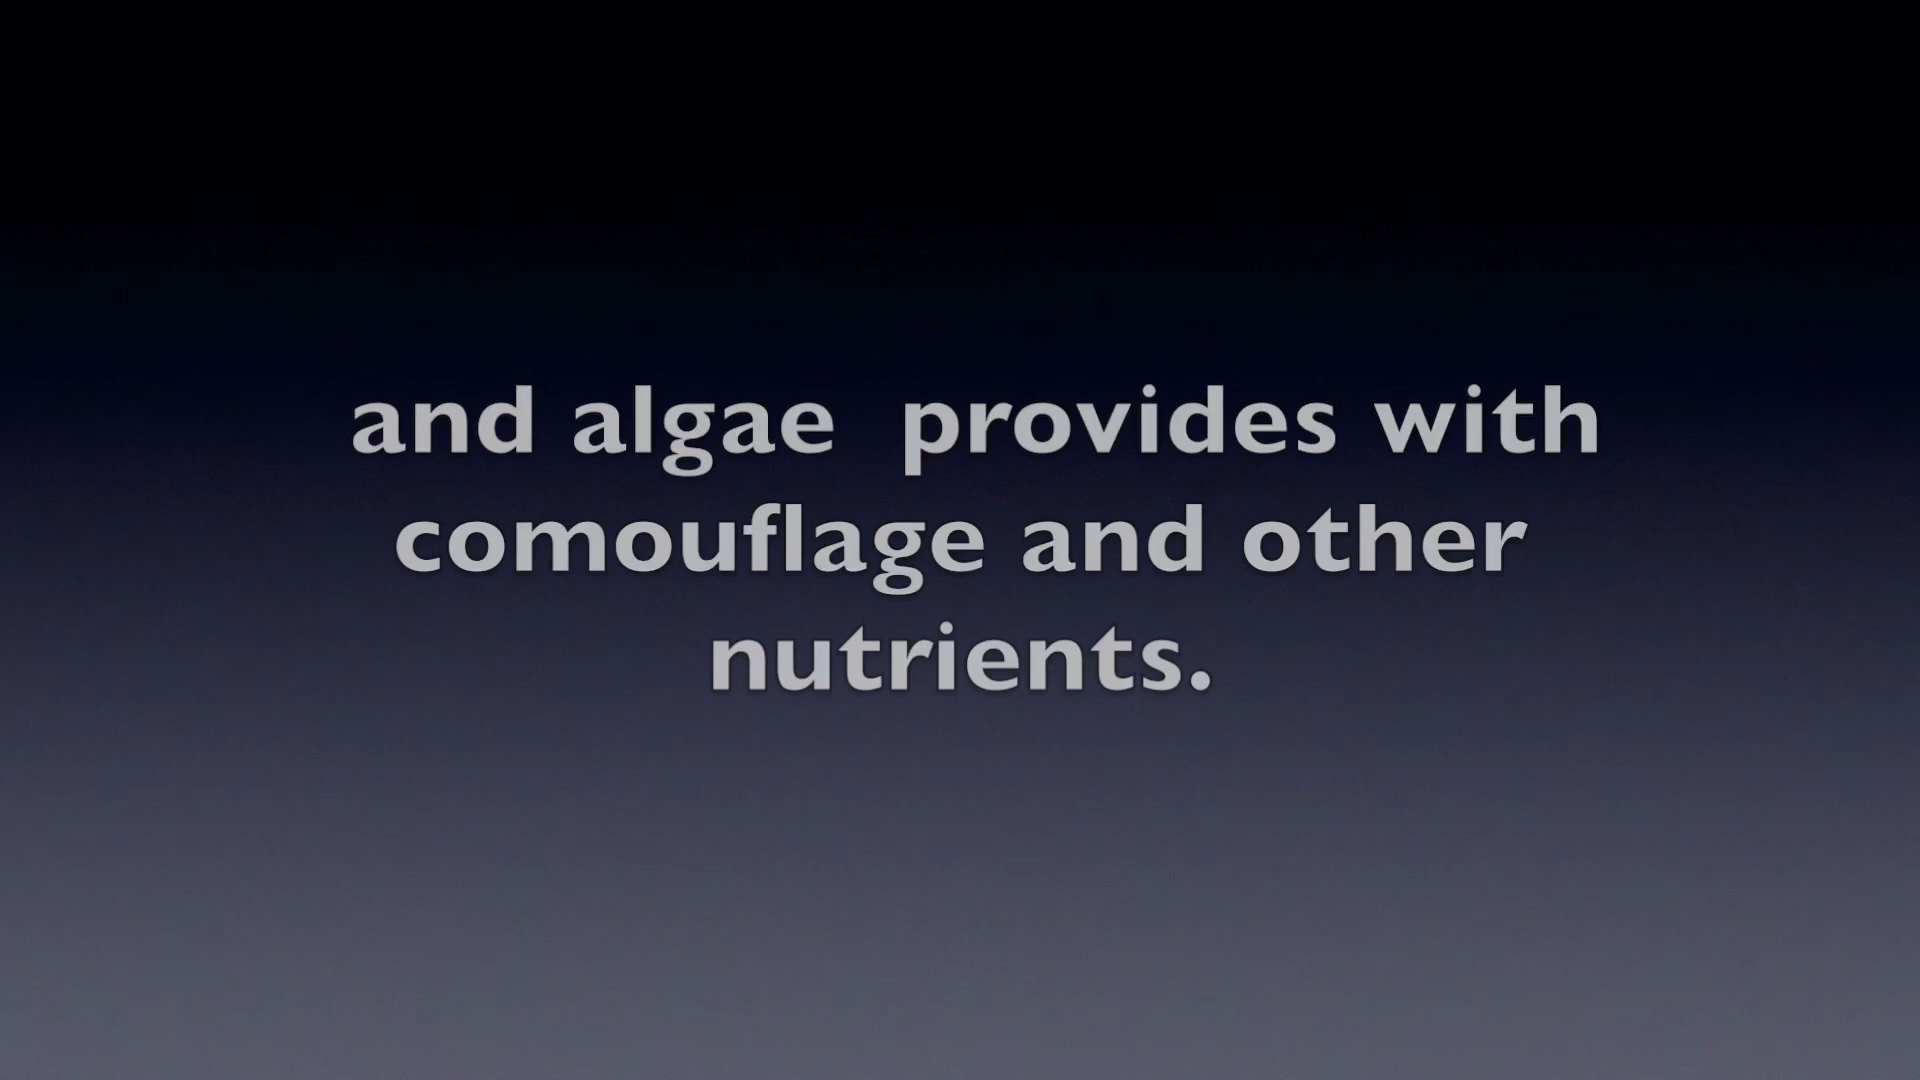 and algae  provides with
comouflage and other
nutrients.